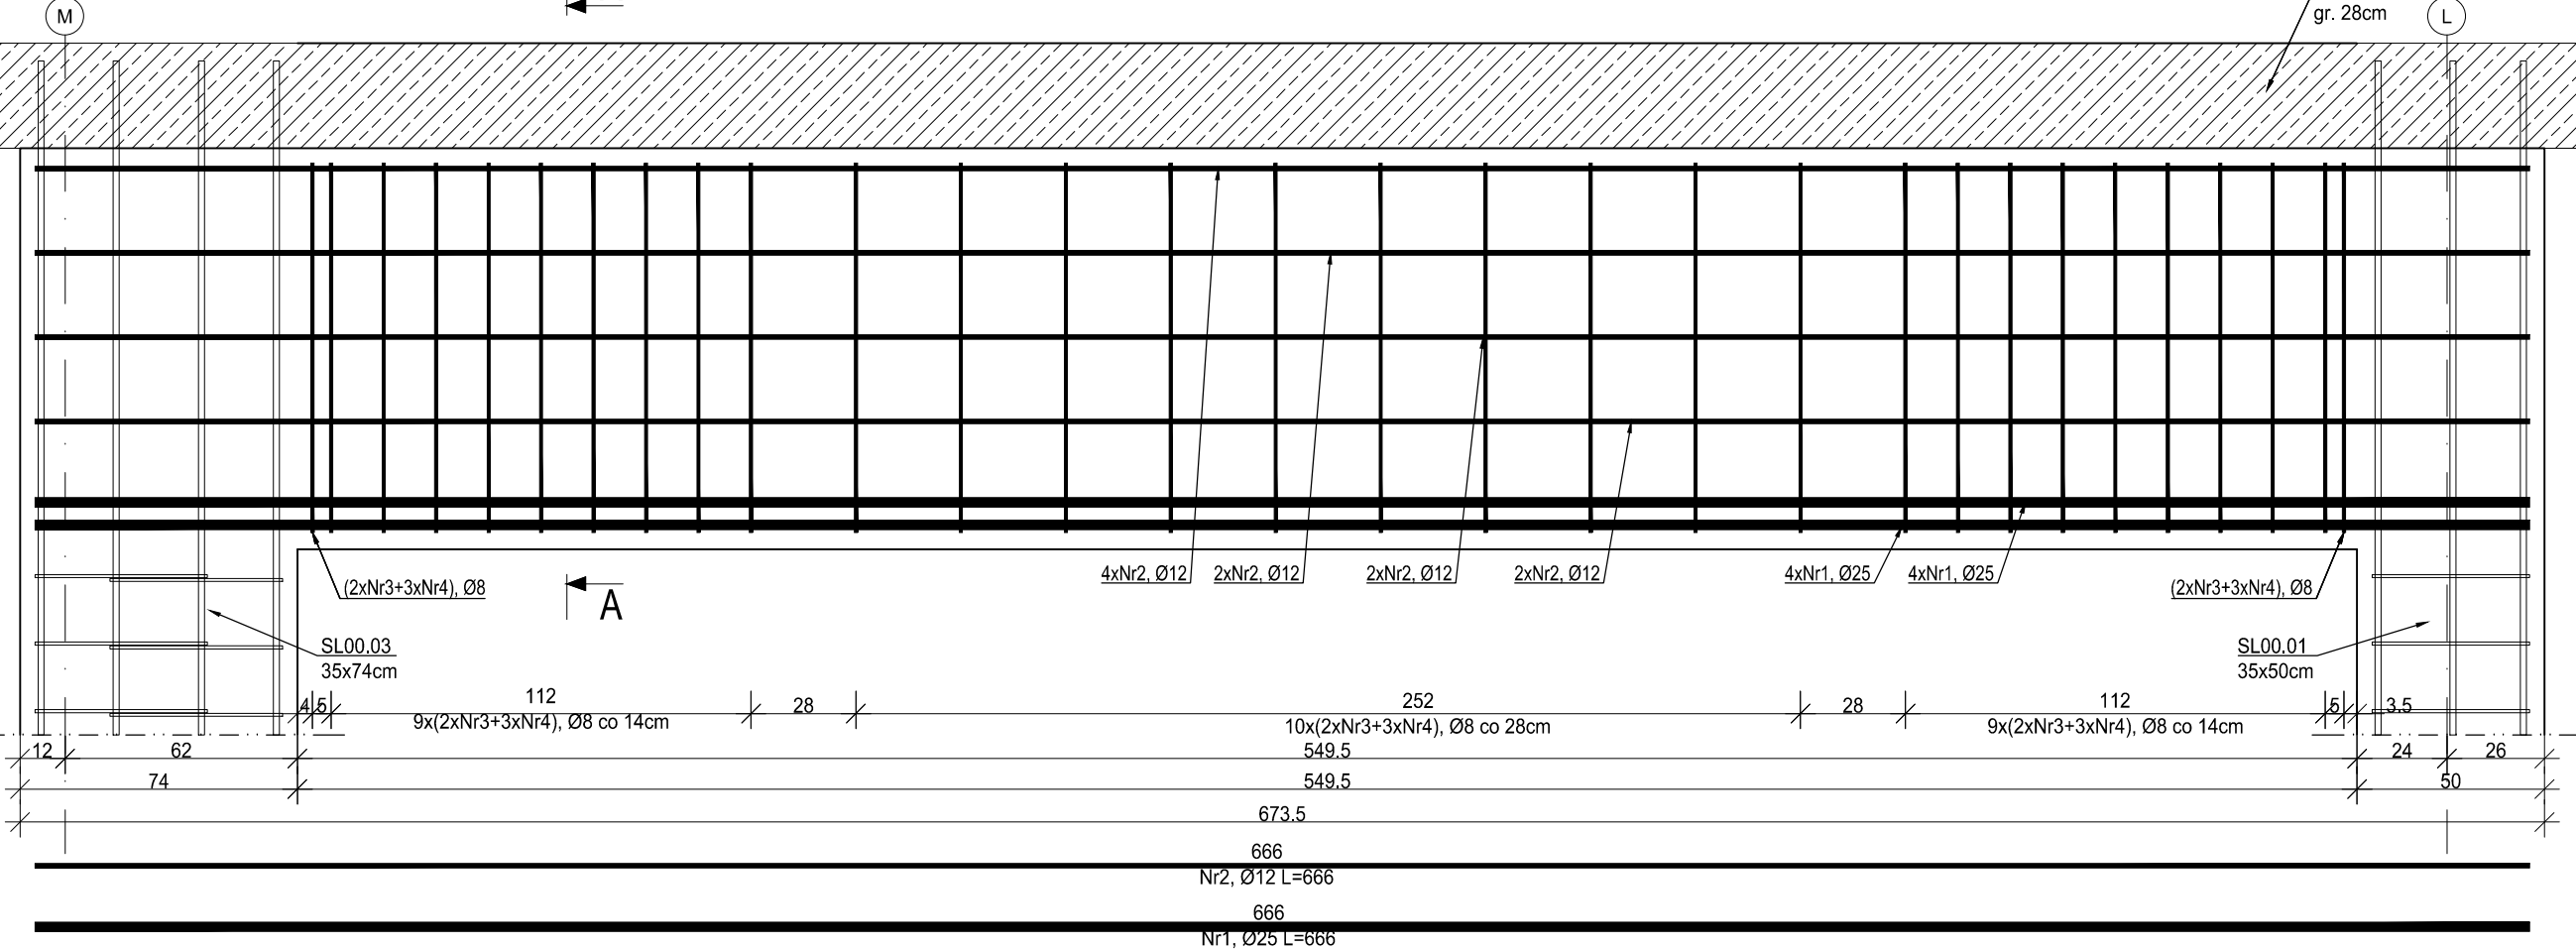 M
L
gr. 28cm
4xNr2, Ø12
2xNr2, Ø12
2xNr2, Ø12
2xNr2, Ø12
4xNr1, Ø25
4xNr1, Ø25
(2xNr3+3xNr4), Ø8
(2xNr3+3xNr4), Ø8
A
SL00.03
35x74cm
SL00.01
35x50cm
4
5
112
28
252
28
112
5
3.5
9x(2xNr3+3xNr4), Ø8 co 14cm
10x(2xNr3+3xNr4), Ø8 co 28cm
9x(2xNr3+3xNr4), Ø8 co 14cm
12
62
549.5
24
26
74
549.5
50
673.5
666
Nr2, Ø12 L=666
666
Nr1, Ø25 L=666